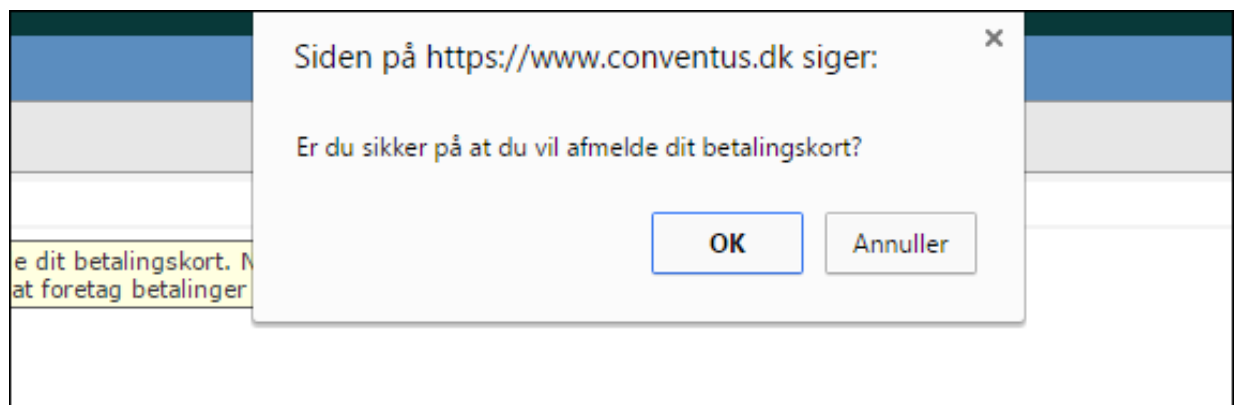 Siden på https://www.conventus.dk siger:
Er du sikker på at du vil afmelde dit betalingskort?
OK Annuller
e dit betalingskort. N
at foretag betalinger